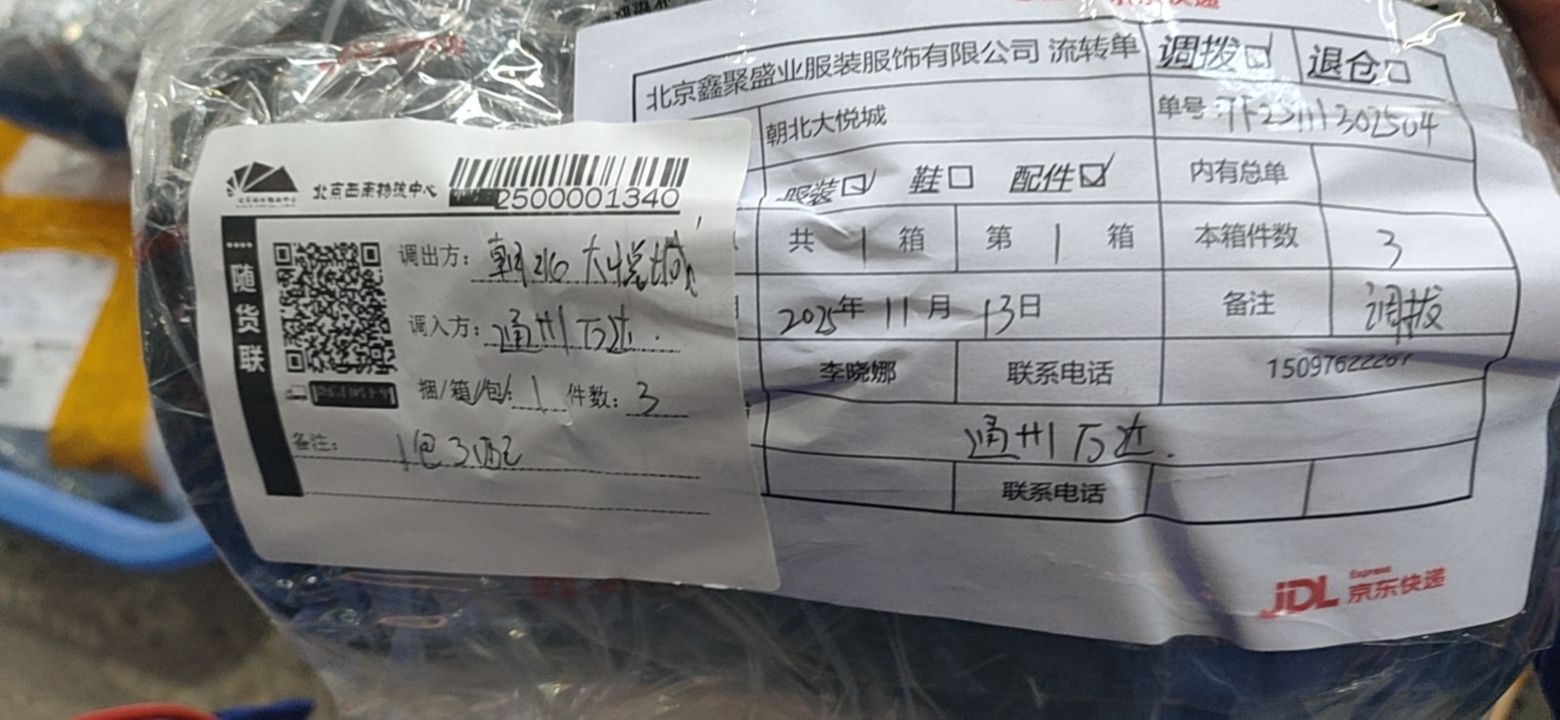 京东快递
北京鑫聚盛业服装服饰有限公司 流转单 调拨☑ 退仓□
朝北大悦城 单号:
服装☑ 鞋□ 配件☑ 内有总单
共 1 箱 第 1 箱 本箱件数 3
2025年 11月 13日 备注 调拨
李晓娜 联系电话
通州万达.
联系电话
JDL Express 京东快递
北京西南物流中心
2500001340
随货联
调出方: 朝北大悦城
调入方: 通州万达.
捆/箱/包: 1 件数: 3
备注: 1包3配